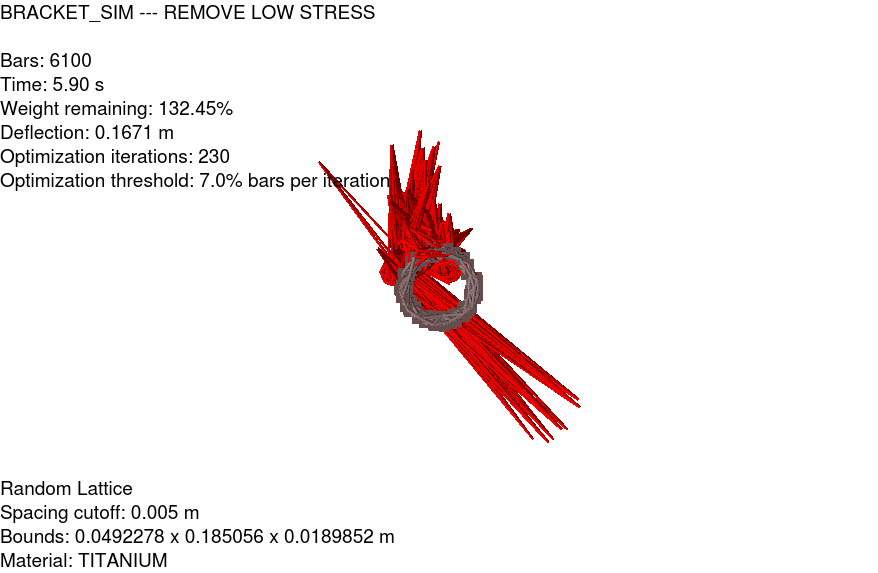 BRACKET_SIM --- REMOVE LOW STRESS
Bars: 6100
Time: 5.90 s
Weight remaining: 132.45%
Deflection: 0.1671 m
Optimization iterations: 230
Optimization threshold: 7.0% bars per iteration
Random Lattice
Spacing cutoff: 0.005 m
Bounds: 0.0492278 x 0.185056 x 0.0189852 m
Material: TITANIUM